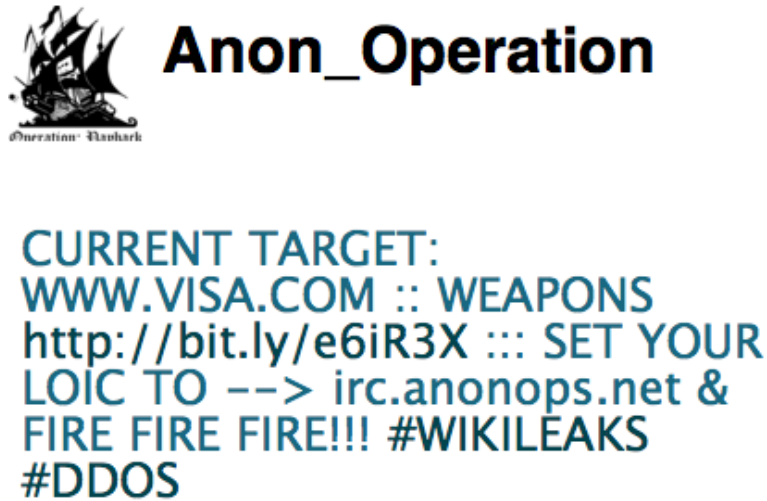 Anon_Operation
Operation: Payback
CURRENT TARGET:
WWW.VISA.COM :: WEAPONS
http://bit.ly/e6iR3X ::: SET YOUR
LOIC TO --> irc.anonops.net &
FIRE FIRE FIRE!!! #WIKILEAKS
#DDOS